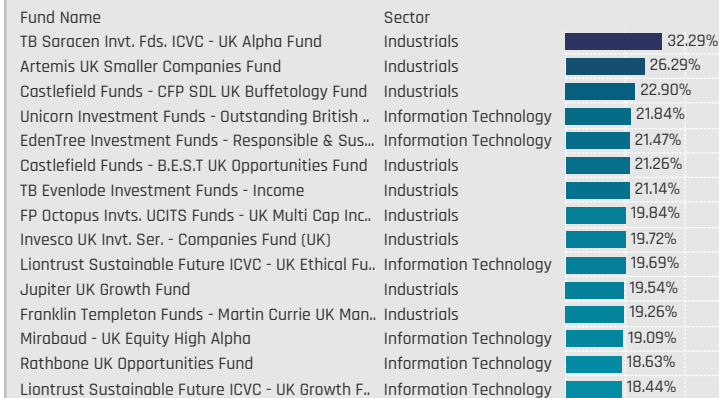 Fund Name Sector
TB Saracen Invt. Fds. ICVC - UK Alpha Fund Industrials 32.29%
Artemis UK Smaller Companies Fund Industrials 26.29%
Castlefield Funds - CFP SDL UK Buffetology Fund Industrials 22.90%
Unicorn Investment Funds - Outstanding British .. Information Technology 21.84%
EdenTree Investment Funds - Responsible & Sus... Information Technology 21.47%
Castlefield Funds - B.E.S.T UK Opportunities Fund Industrials 21.26%
TB Evenlode Investment Funds - Income Industrials 21.14%
FP Octopus Invts. UCITS Funds - UK Multi Cap Inc.. Industrials 19.84%
Invesco UK Invt. Ser. - Companies Fund (UK) Industrials 19.72%
Liontrust Sustainable Future ICVC - UK Ethical Fu.. Information Technology 19.69%
Jupiter UK Growth Fund Industrials 19.54%
Franklin Templeton Funds - Martin Currie UK Man.. Industrials 19.26%
Mirabaud - UK Equity High Alpha Information Technology 19.09%
Rathbone UK Opportunities Fund Information Technology 18.63%
Liontrust Sustainable Future ICVC - UK Growth F.. Information Technology 18.44%